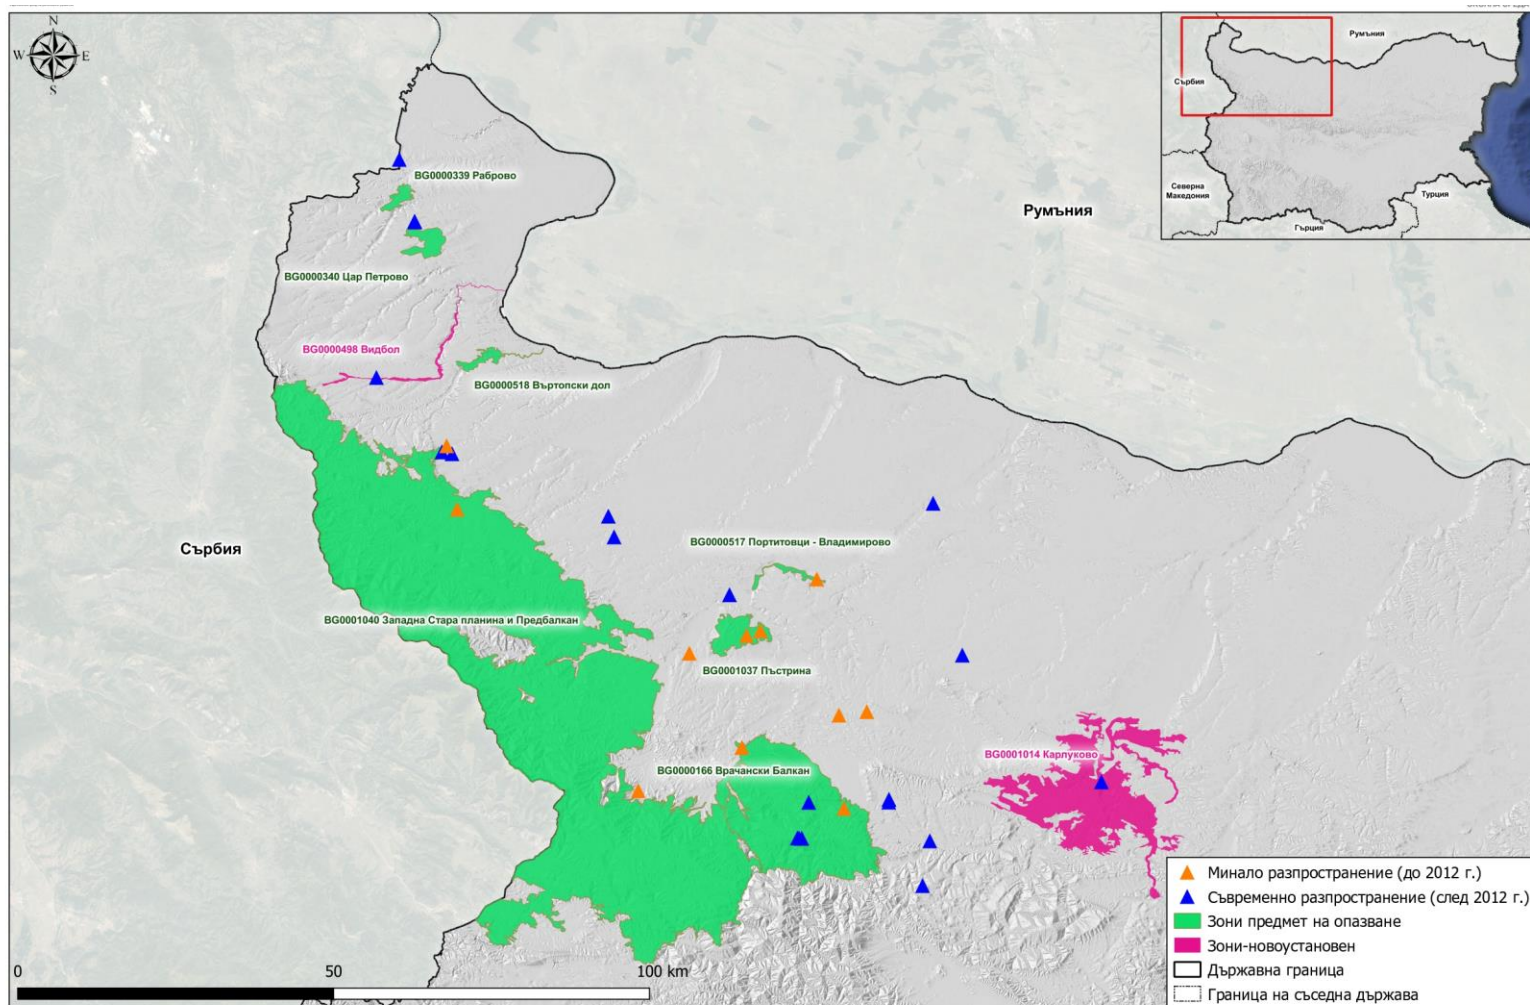 N
W
E
S
Румъния
Сърбия
Северна
Македония
Турция
Гърция
BG0000339 Раброво
Румъния
BG0000340 Цар Петрово
BG0000498 Видбол
BG0000518 Въртопски дол
Сърбия
BG0000517 Портитовци - Владимирово
BG0001040 Западна Стара планина и Предбалкан
BG0001037 Пъстрина
BG0001014 Карлуково
BG0000166 Врачански Балкан
Минало разпространение (до 2012 г.)
Съвременно разпространение (след 2012 г.)
Зони предмет на опазване
Зони-новоустановен
Държавна граница
Граница на съседна държава
0
50
100 km